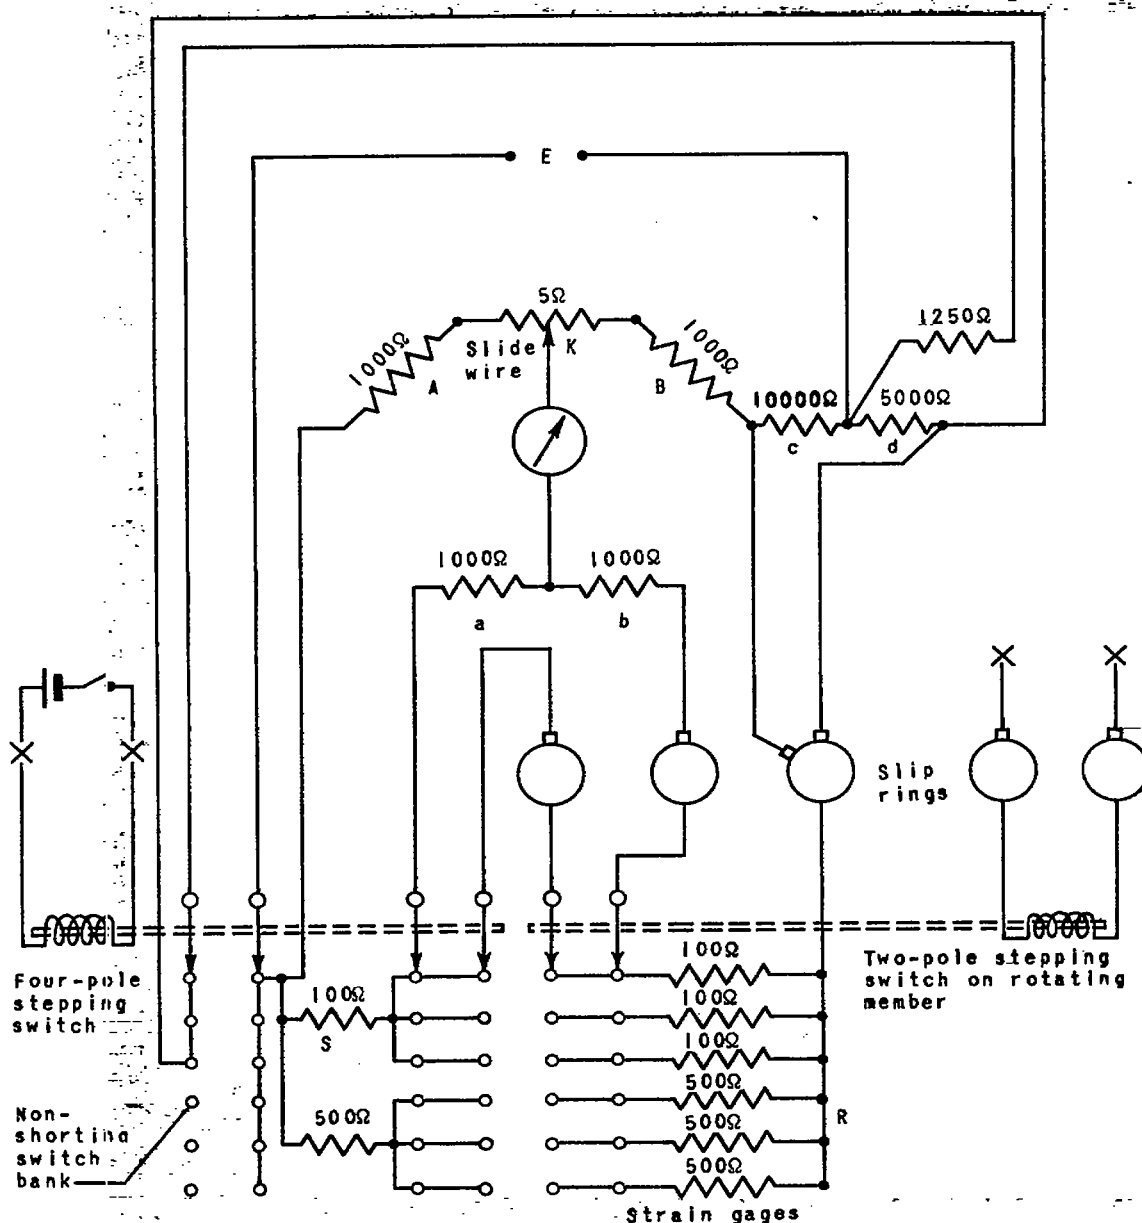 E
5Ω
Slide
wire
K
1000Ω
A
1000Ω
B
1250Ω
10000Ω
c
5000Ω
d
1000Ω
a
1000Ω
b
Slip
rings
Four-pole
stepping
switch
Two-pole stepping
switch on rotating
member
100Ω
S
100Ω
100Ω
100Ω
Non-
shorting
switch
bank
500Ω
500Ω
500Ω
500Ω
R
Strain gages